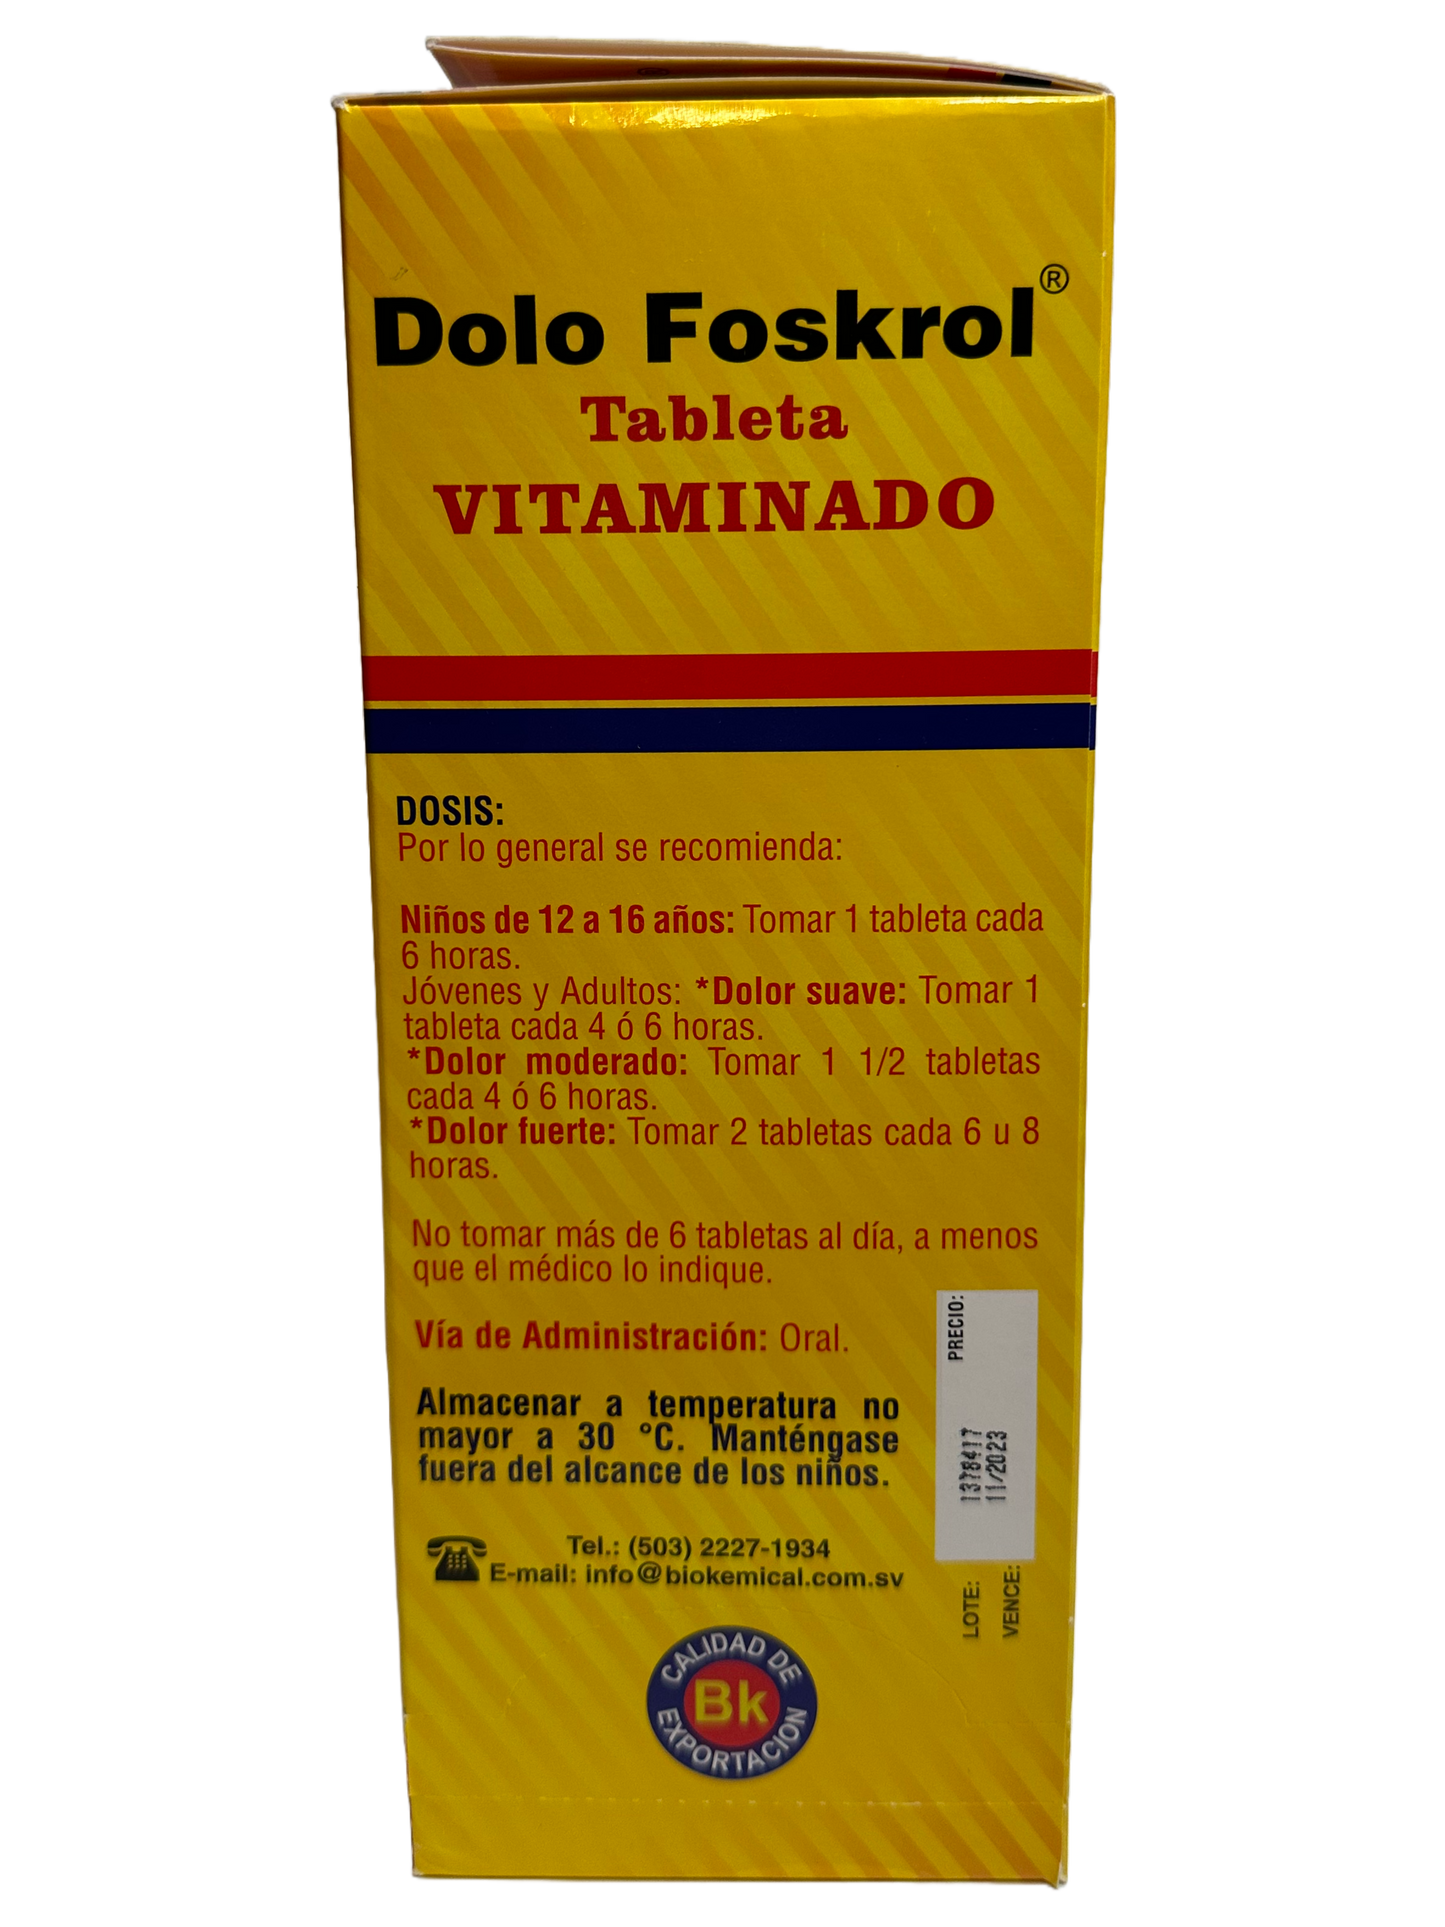 Dolo Foskrol®
Tableta
VITAMINADO
DOSIS:
Por lo general se recomienda:
Niños de 12 a 16 años: Tomar 1 tableta cada
6 horas.
Jóvenes y Adultos: *Dolor suave: Tomar 1
tableta cada 4 ó 6 horas.
*Dolor moderado: Tomar 1 1/2 tabletas
cada 4 ó 6 horas.
*Dolor fuerte: Tomar 2 tabletas cada 6 u 8
horas.
No tomar más de 6 tabletas al día, a menos
que el médico lo indique.
Vía de Administración: Oral.
Almacenar a temperatura no
mayor a 30 °C. Manténgase
fuera del alcance de los niños.
Tel.: (503) 2227-1934
E-mail: info@biokemical.com.sv
PRECIO:
LOTE: 1378417
VENCE: 11/2023
CALIDAD DE
Bk
EXPORTACION